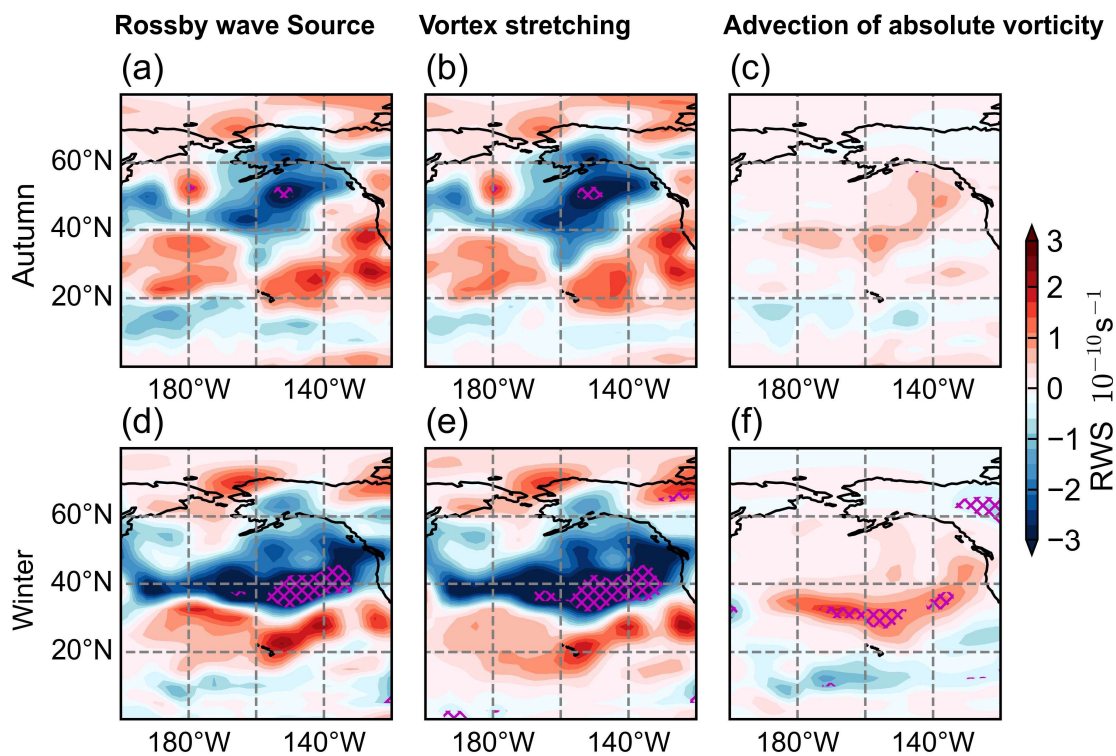 Rossby wave Source Vortex stretching Advection of absolute vorticity
(a) (b) (c)
Autumn
60°N
40°N
20°N
180°W 140°W 180°W 140°W 180°W 140°W
(d) (e) (f)
Winter
60°N
40°N
20°N
180°W 140°W 180°W 140°W 180°W 140°W
3
2
1
0
−1
−2
−3
RWS 10⁻¹⁰s⁻¹